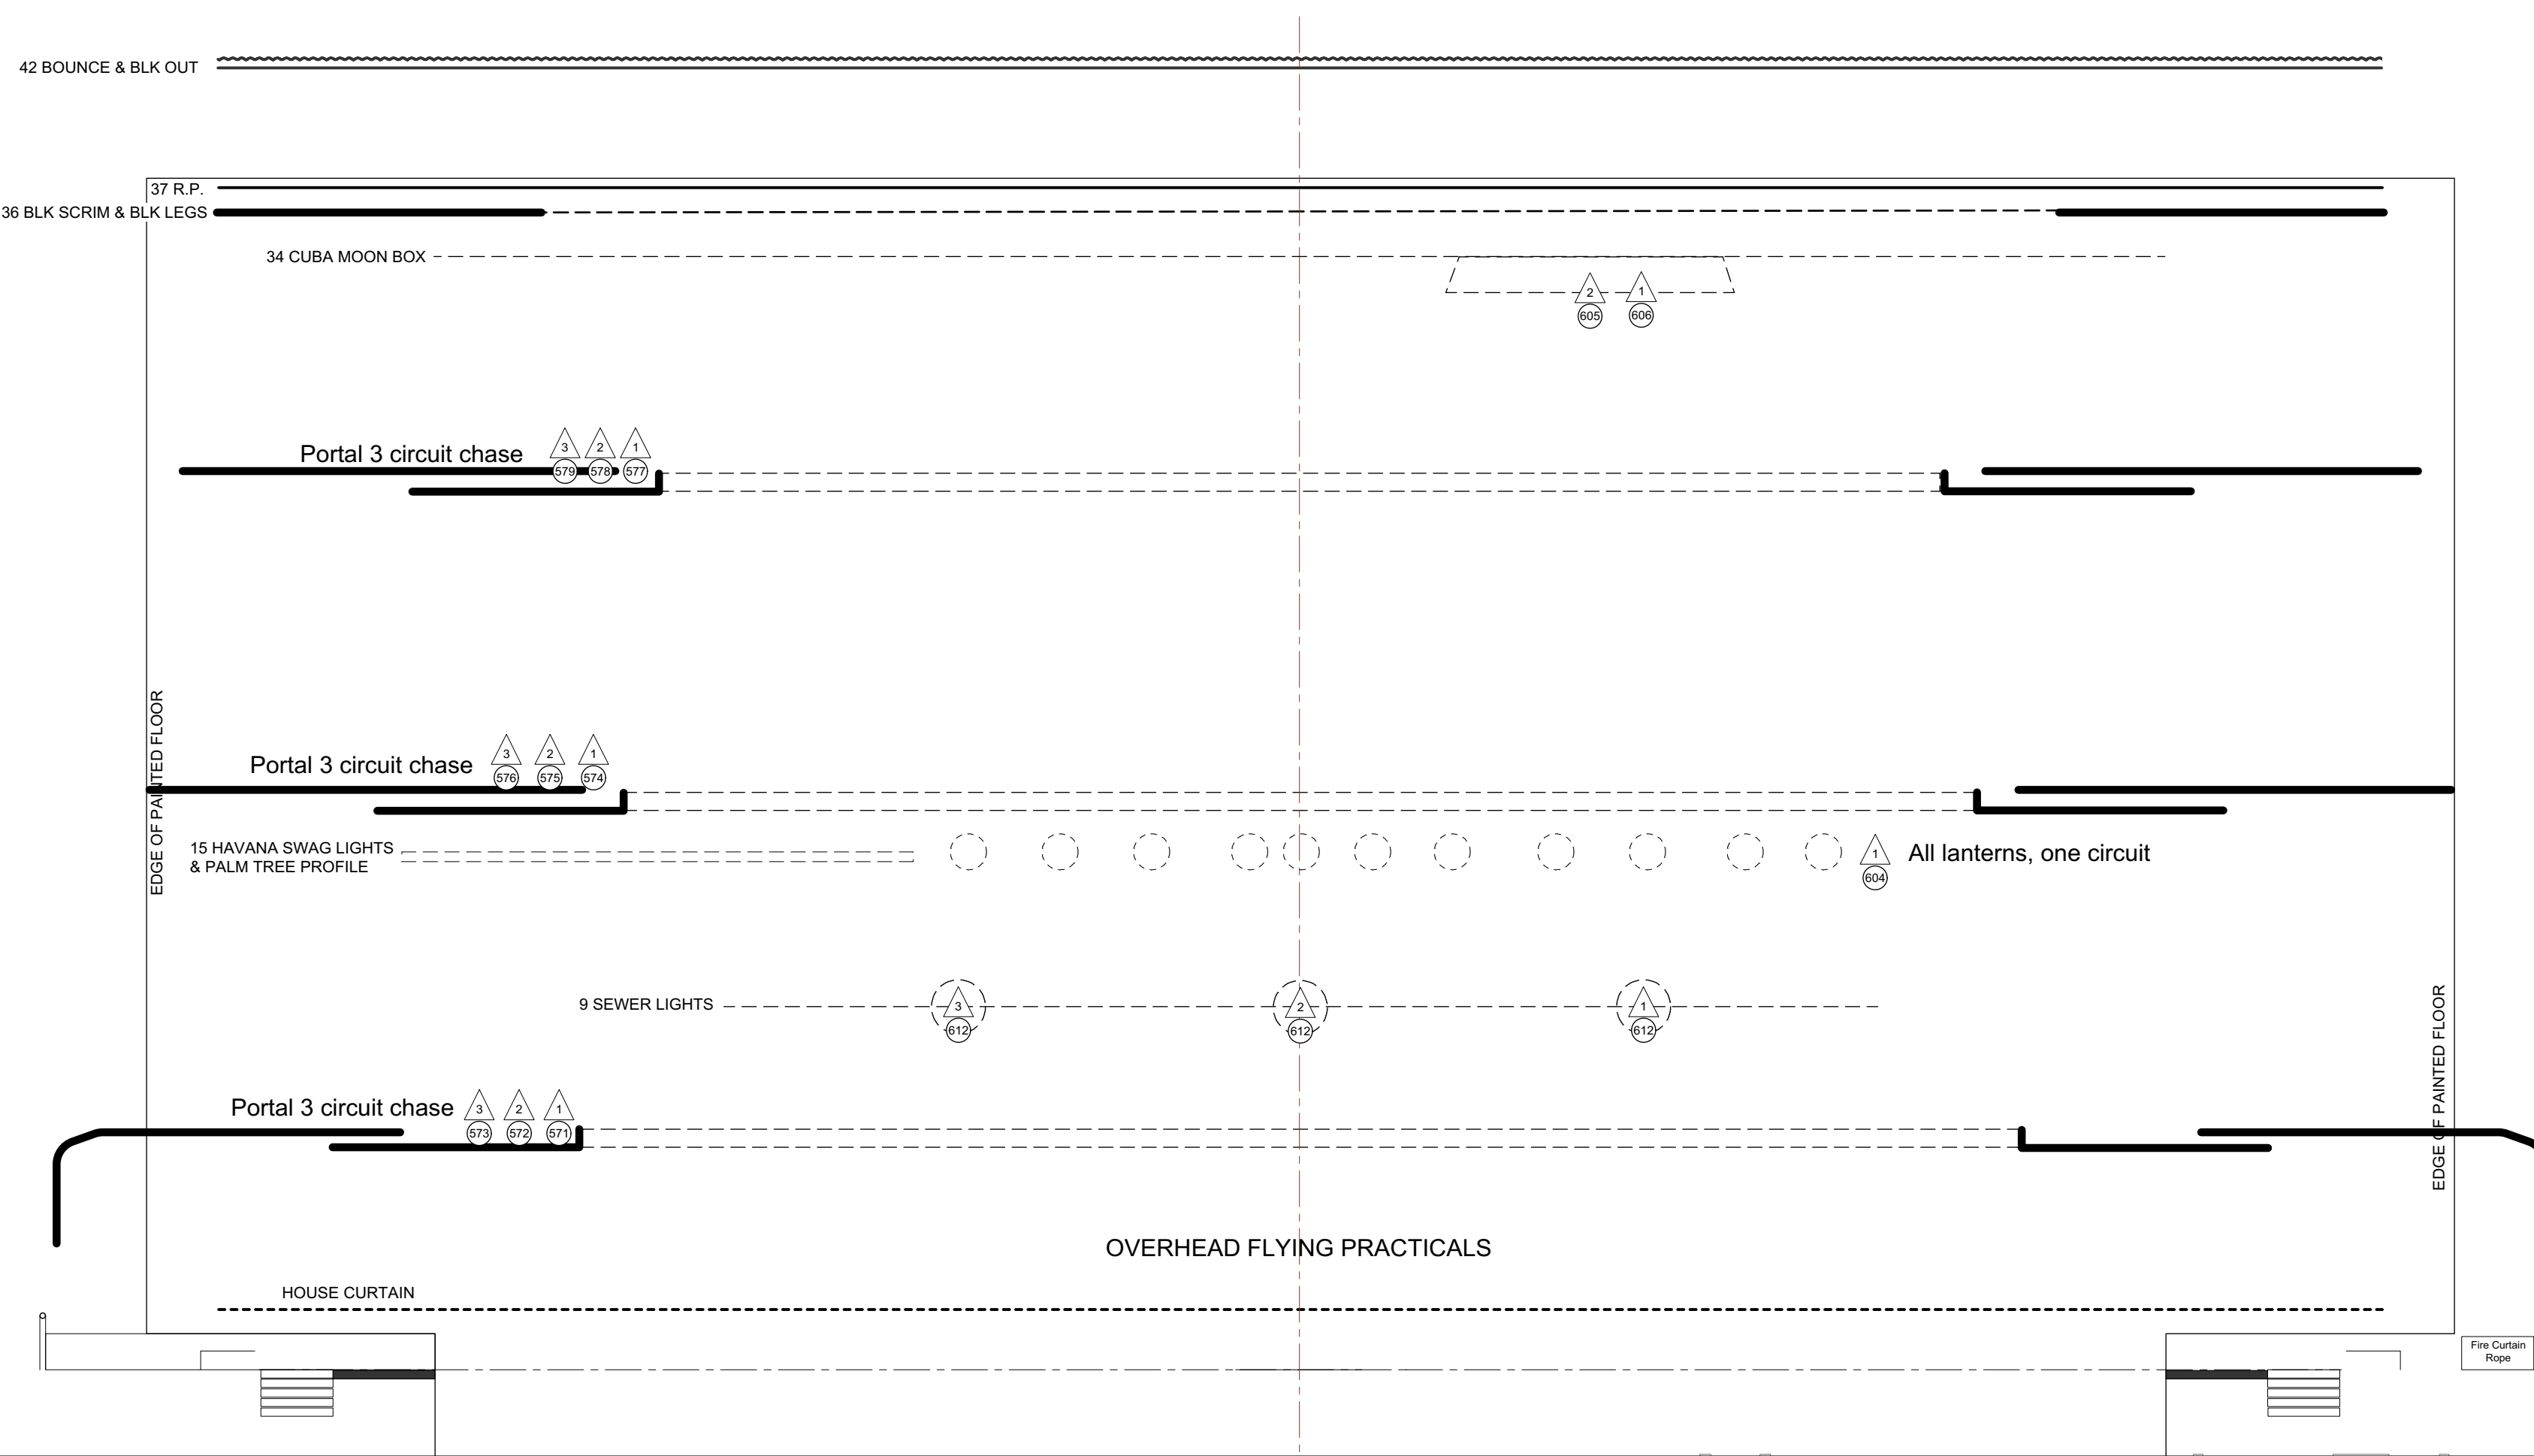 42 BOUNCE & BLK OUT
37 R.P.
36 BLK SCRIM & BLK LEGS
34 CUBA MOON BOX
2 1
605 606
Portal 3 circuit chase
3 2 1
579 578 577
EDGE OF PAINTED FLOOR
Portal 3 circuit chase
3 2 1
576 575 574
15 HAVANA SWAG LIGHTS
& PALM TREE PROFILE
1
604
All lanterns, one circuit
9 SEWER LIGHTS
3 2 1
612 612 612
EDGE OF PAINTED FLOOR
Portal 3 circuit chase
3 2 1
573 572 571
OVERHEAD FLYING PRACTICALS
HOUSE CURTAIN
Fire Curtain
Rope